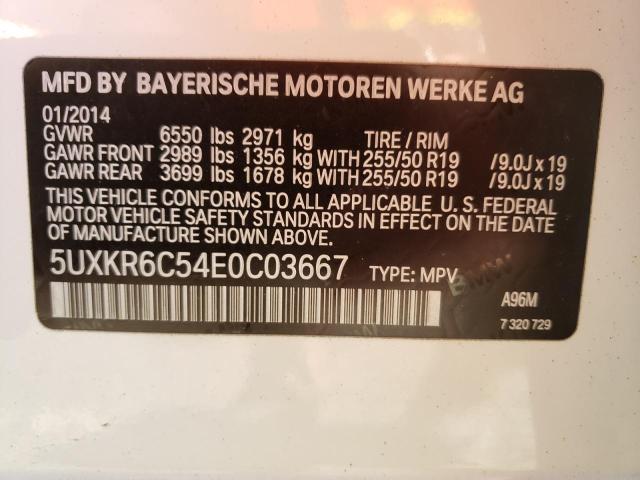 MFD BY BAYERISCHE MOTOREN WERKE AG
01/2014
GVWR 6550 lbs 2971 kg TIRE / RIM
GAWR FRONT 2989 lbs 1356 kg WITH 255/50 R19 /9.0J x 19
GAWR REAR 3699 lbs 1678 kg WITH 255/50 R19 /9.0J x 19
THIS VEHICLE CONFORMS TO ALL APPLICABLE U. S. FEDERAL
MOTOR VEHICLE SAFETY STANDARDS IN EFFECT ON THE DATE
OF MANUFACTURE SHOWN ABOVE.
5UXKR6C54E0C03667 TYPE: MPV
BMW
A96M
7 320 729